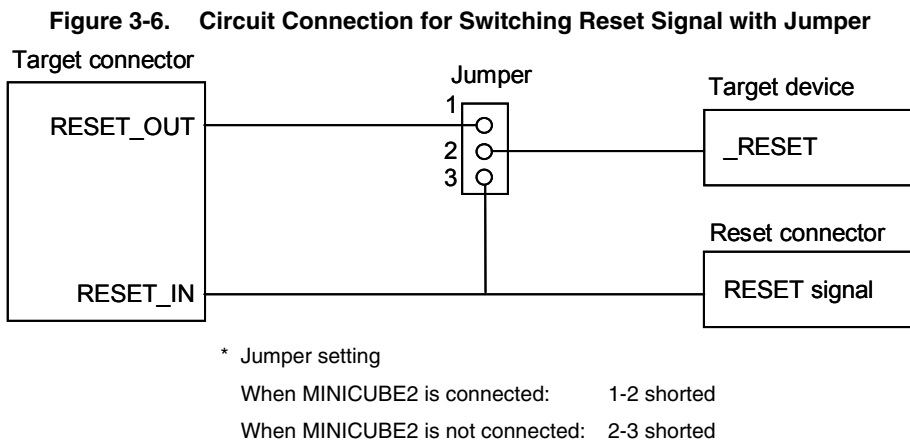 Figure 3-6. Circuit Connection for Switching Reset Signal with Jumper
Target connector
Jumper
Target device
RESET_OUT
1
2
3
_RESET
Reset connector
RESET_IN
RESET signal
* Jumper setting
When MINICUBE2 is connected: 1-2 shorted
When MINICUBE2 is not connected: 2-3 shorted